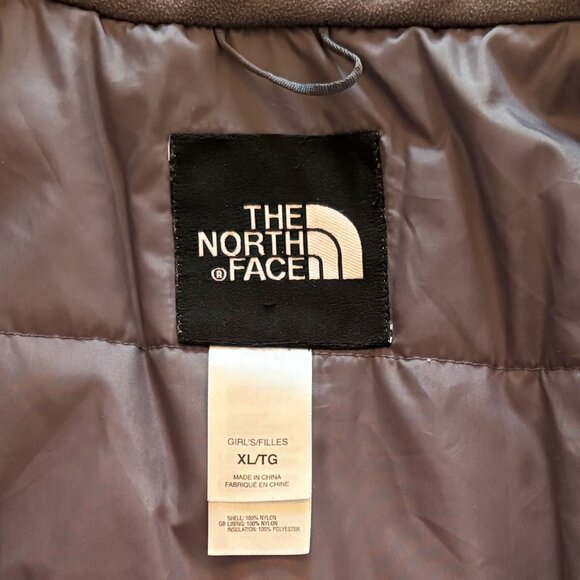 THE
NORTH
® FACE
GIRL'S/FILLES
XL/TG
MADE IN CHINA
FABRIQUÉ EN CHINE
SHELL: 100% NYLON
GB LINING: 100% NYLON
INSULATION: 100% POLYESTER